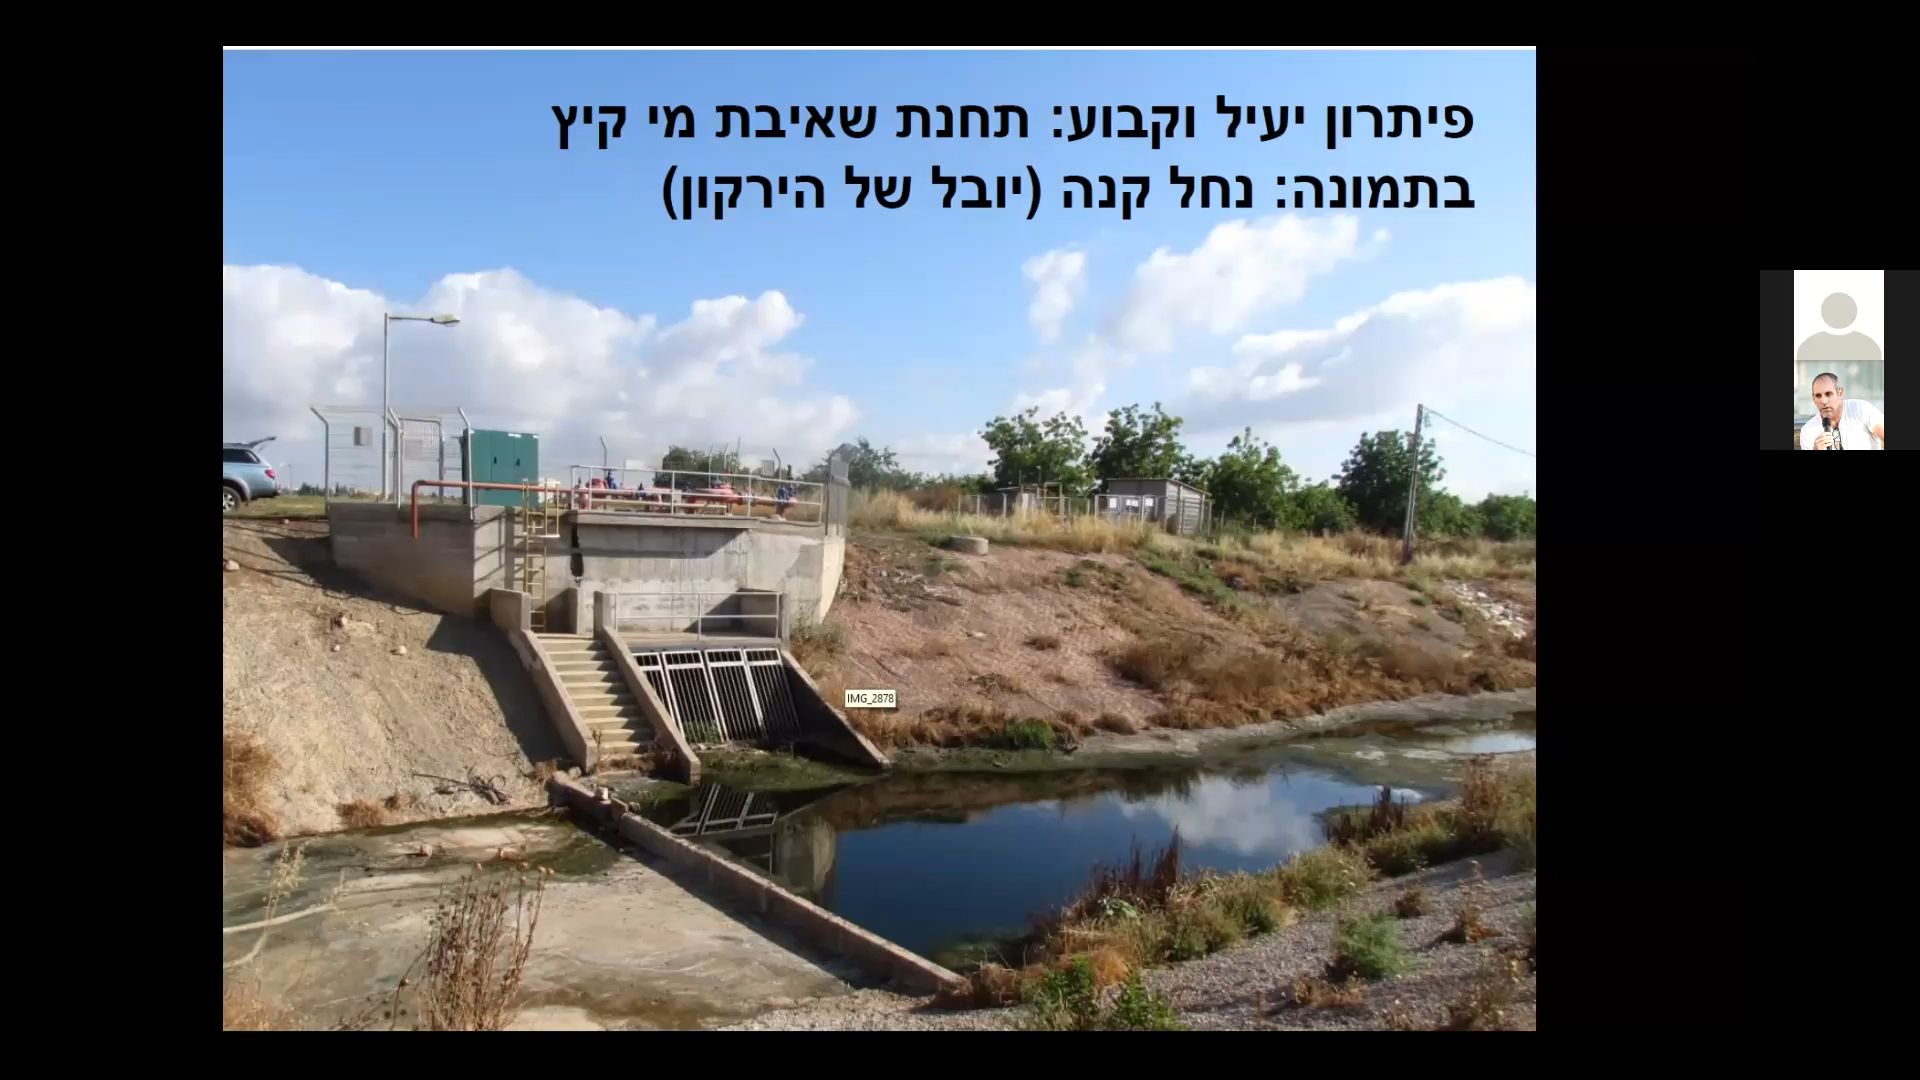 פיתרון יעיל וקבוע: תחנת שאיבת מי קיץ
בתמונה: נחל קנה (יובל של הירקון)
IMG_2878